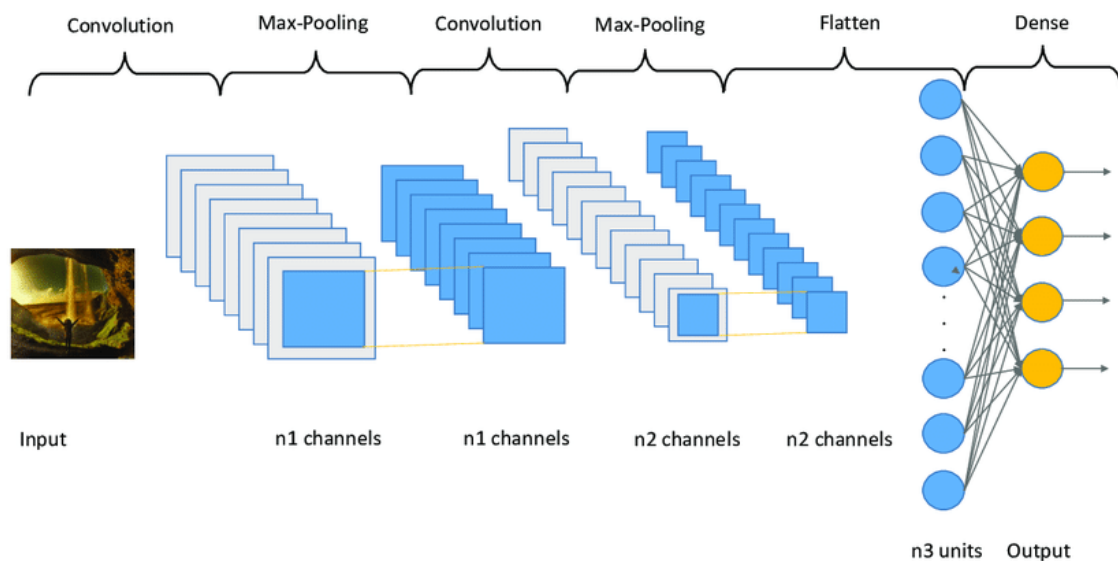 Convolution Max-Pooling Convolution Max-Pooling Flatten Dense
Input n1 channels n1 channels n2 channels n2 channels
n3 units Output